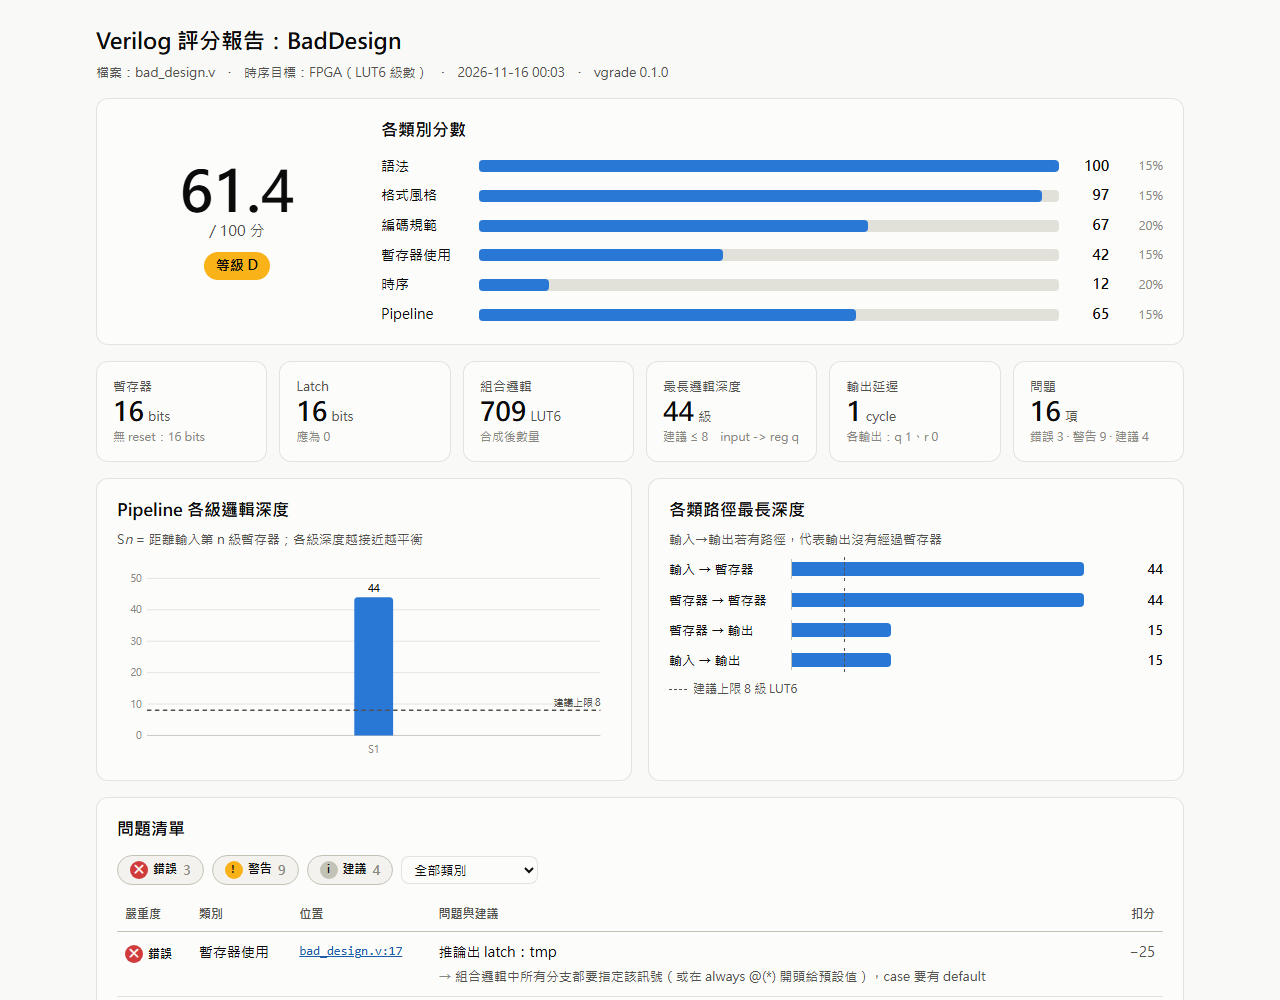 Verilog 評分報告：BadDesign
檔案：bad_design.v · 時序目標：FPGA（LUT6 級數） · 2026-11-16 00:03 · vgrade 0.1.0
61.4
/ 100 分
等級 D
各類別分數
語法 100 15%
格式風格 97 15%
編碼規範 67 20%
暫存器使用 42 15%
時序 12 20%
Pipeline 65 15%
暫存器
16 bits
無 reset：16 bits
Latch
16 bits
應為 0
組合邏輯
709 LUT6
合成後數量
最長邏輯深度
44 級
建議 ≤ 8 input -> reg q
輸出延遲
1 cycle
各輸出：q 1、r 0
問題
16 項
錯誤 3 · 警告 9 · 建議 4
Pipeline 各級邏輯深度
Sn = 距離輸入第 n 級暫存器；各級深度越接近越平衡
50
44
40
30
20
10
建議上限 8
0
S1
各類路徑最長深度
輸入→輸出若有路徑，代表輸出沒有經過暫存器
輸入 → 暫存器 44
暫存器 → 暫存器 44
暫存器 → 輸出 15
輸入 → 輸出 15
建議上限 8 級 LUT6
問題清單
錯誤 3
! 警告 9
i 建議 4
全部類別
嚴重度 類別 位置 問題與建議 扣分
錯誤 暫存器使用 bad_design.v:17 推論出 latch：tmp −25
→ 組合邏輯中所有分支都要指定該訊號（或在 always @(*) 開頭給預設值），case 要有 default